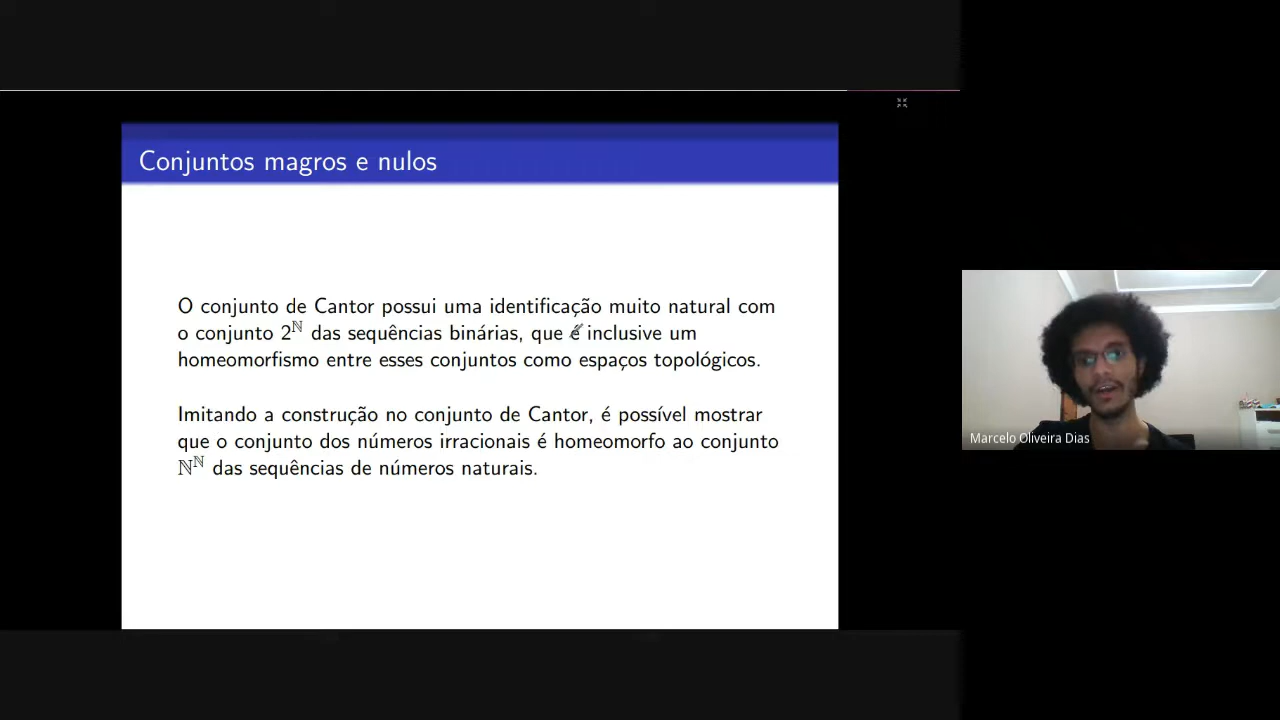 Conjuntos magros e nulos
O conjunto de Cantor possui uma identificação muito natural com
o conjunto 2^ℕ das sequências binárias, que é inclusive um
homeomorfismo entre esses conjuntos como espaços topológicos.
Imitando a construção no conjunto de Cantor, é possível mostrar
que o conjunto dos números irracionais é homeomorfo ao conjunto
ℕ^ℕ das sequências de números naturais.
Marcelo Oliveira Dias